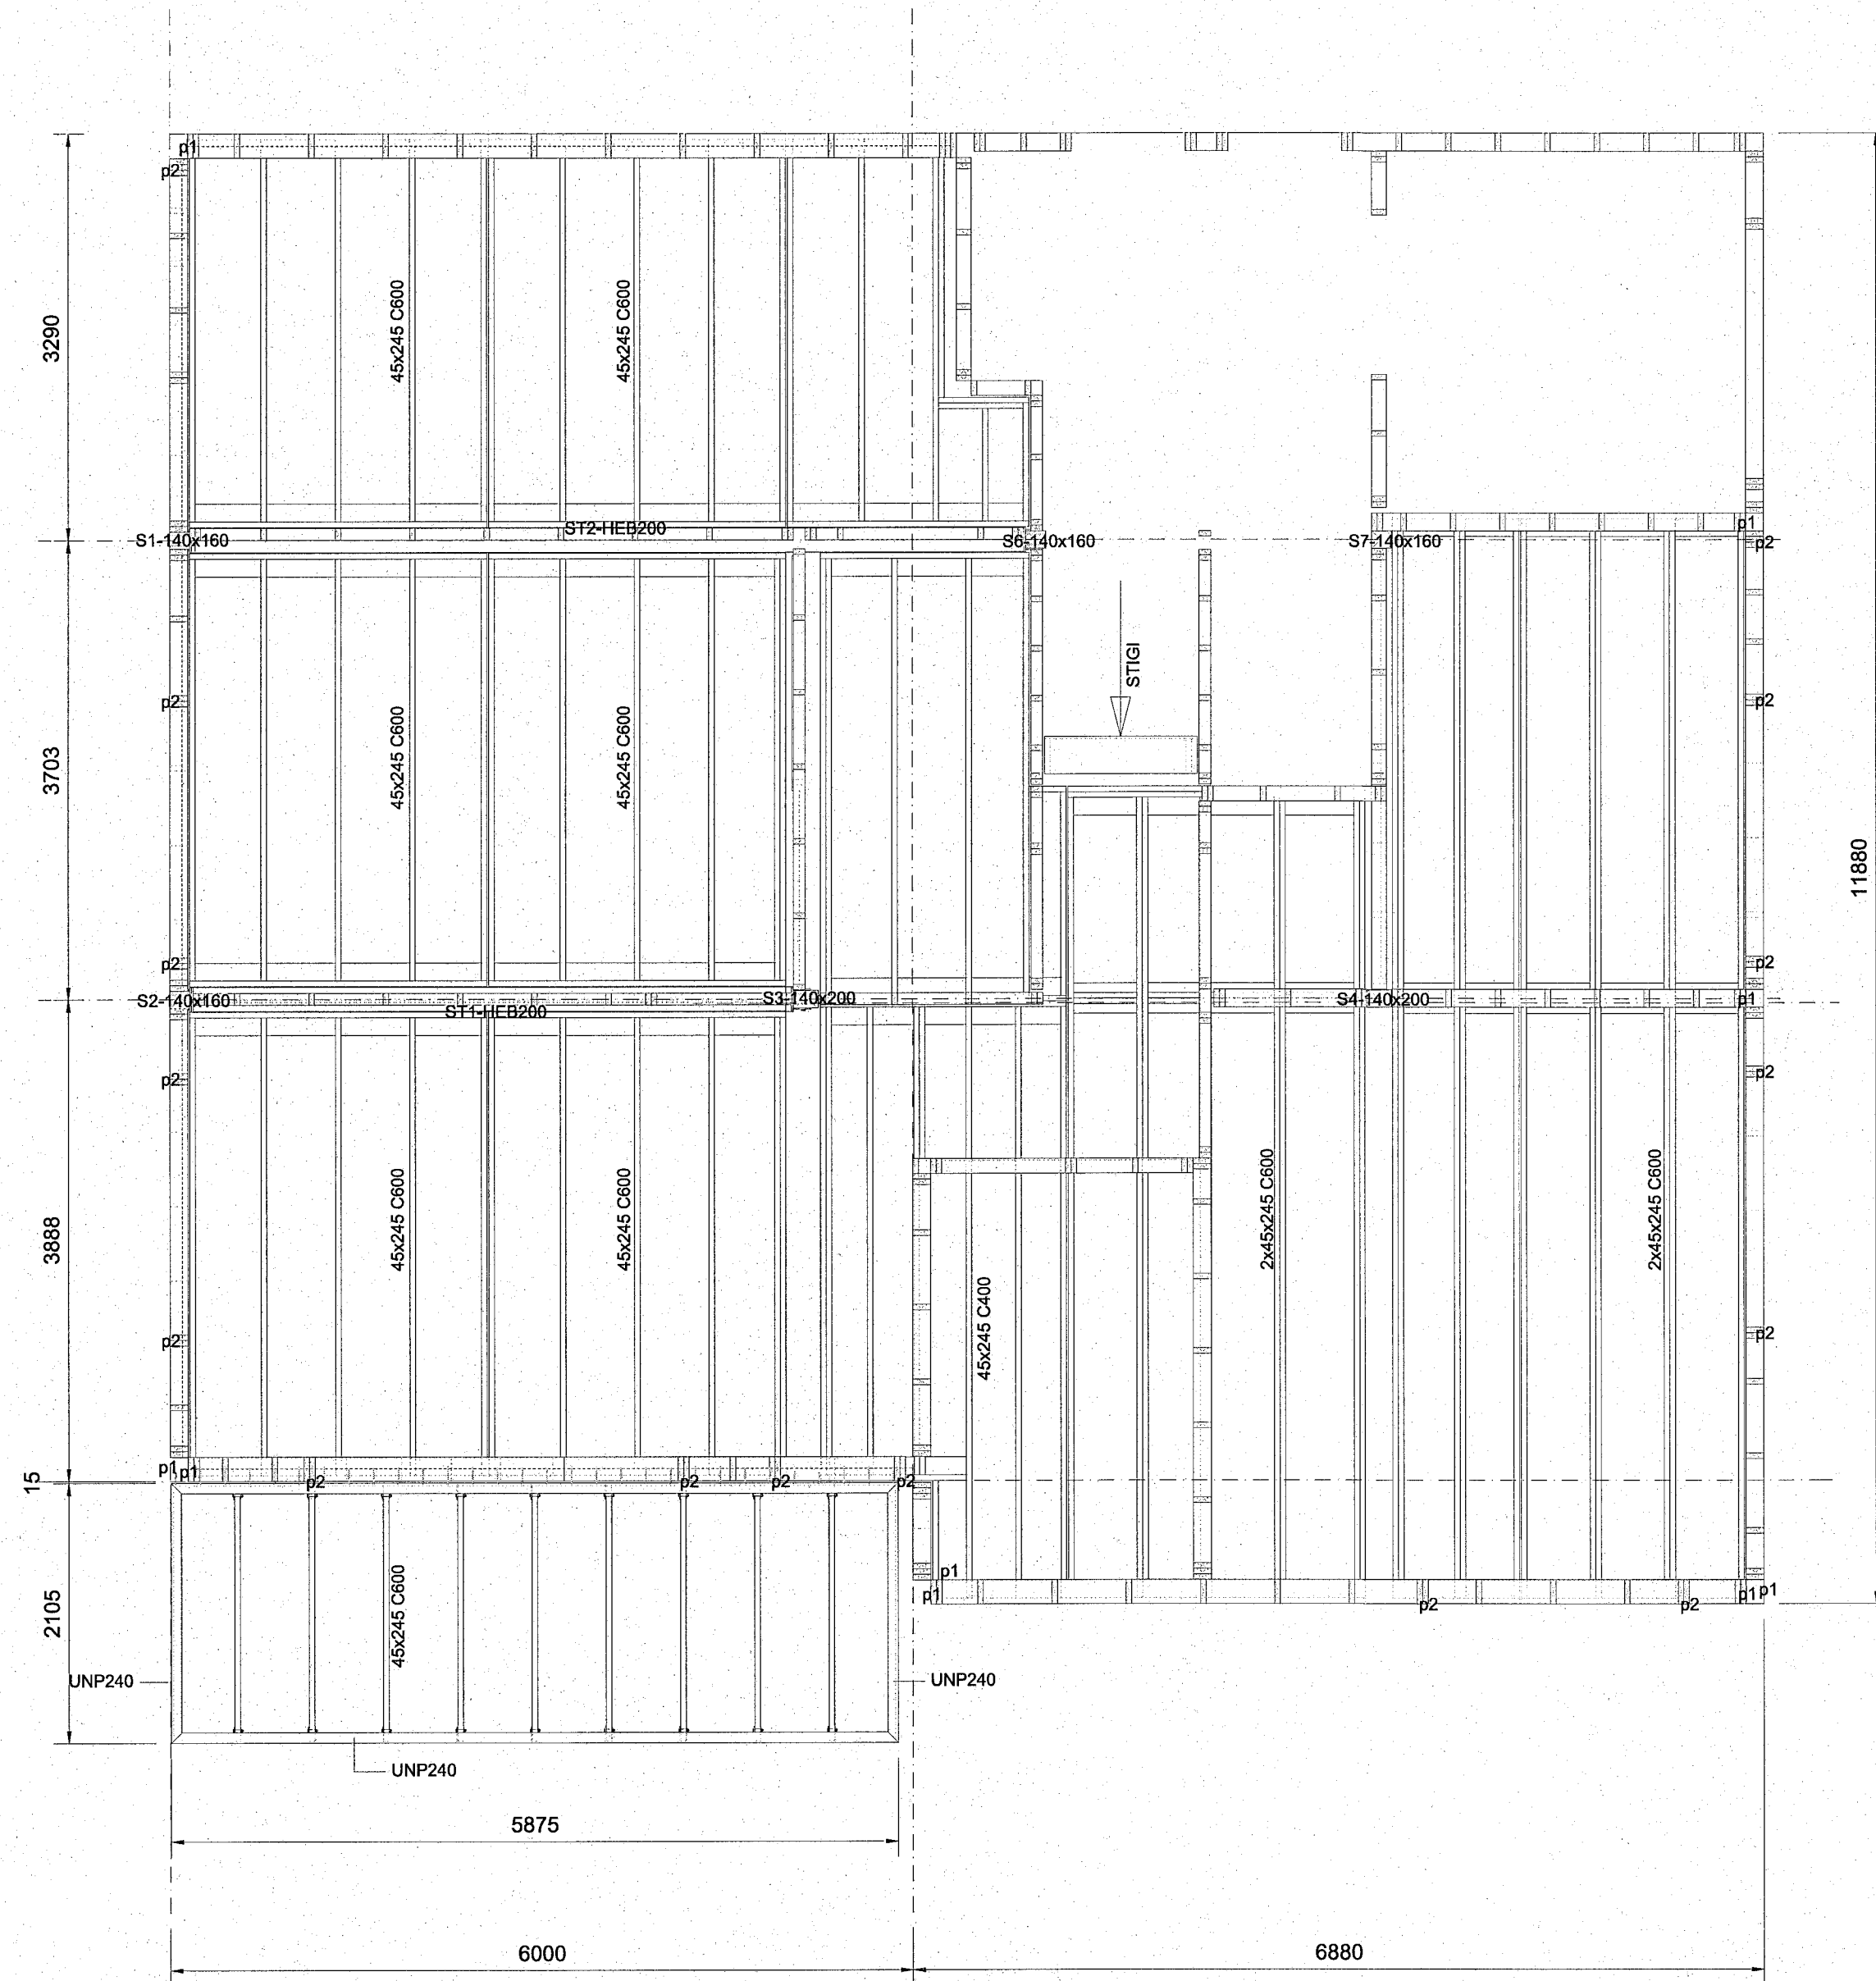 p1
p2
3290
45x245 C600
45x245 C600
ST2-HEB200
S1-140x160
S6-140x160
S7-140x160
p1
p2
STIGI
p2
p2
3703
45x245 C600
45x245 C600
11880
p2
p2
S2-140x160
S3-140x200
S4-140x200
p1
ST1-HEB200
p2
p2
3888
45x245 C600
45x245 C600
2x45x245 C600
2x45x245 C600
45x245 C400
p2
p2
p1
p1
p2
p2
p2
p2
15
2105
45x245 C600
p1
p1
p2
p2
p1
p1
UNP240
UNP240
UNP240
5875
6000
6880